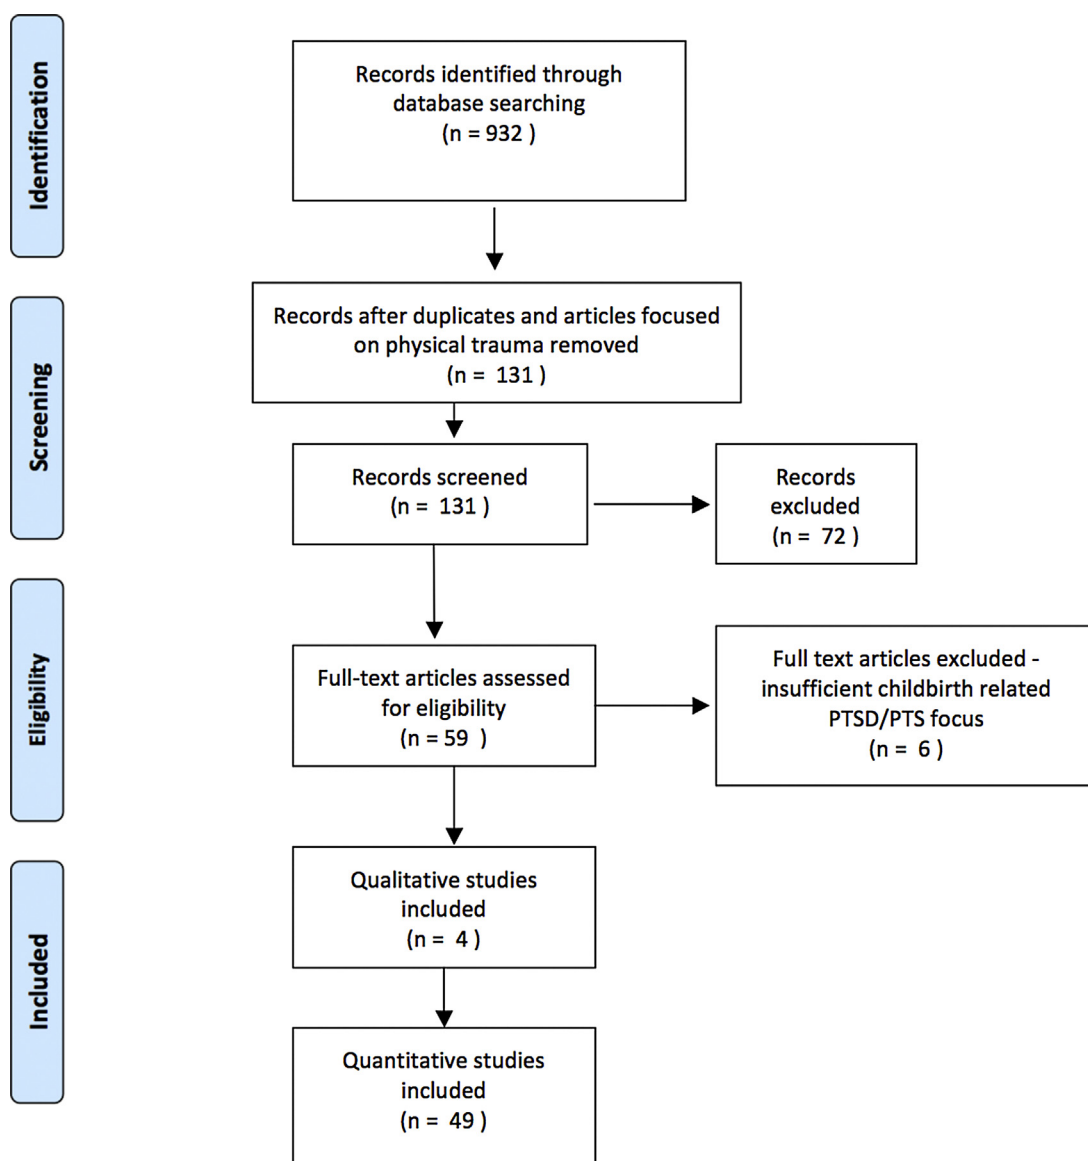 Identification
Records identified through
database searching
(n = 932 )
Screening
Records after duplicates and articles focused
on physical trauma removed
(n = 131 )
Records screened
(n = 131 )
Records
excluded
(n = 72 )
Eligibility
Full-text articles assessed
for eligibility
(n = 59 )
Full text articles excluded -
insufficient childbirth related
PTSD/PTS focus
(n = 6 )
Included
Qualitative studies
included
(n = 4 )
Quantitative studies
included
(n = 49 )